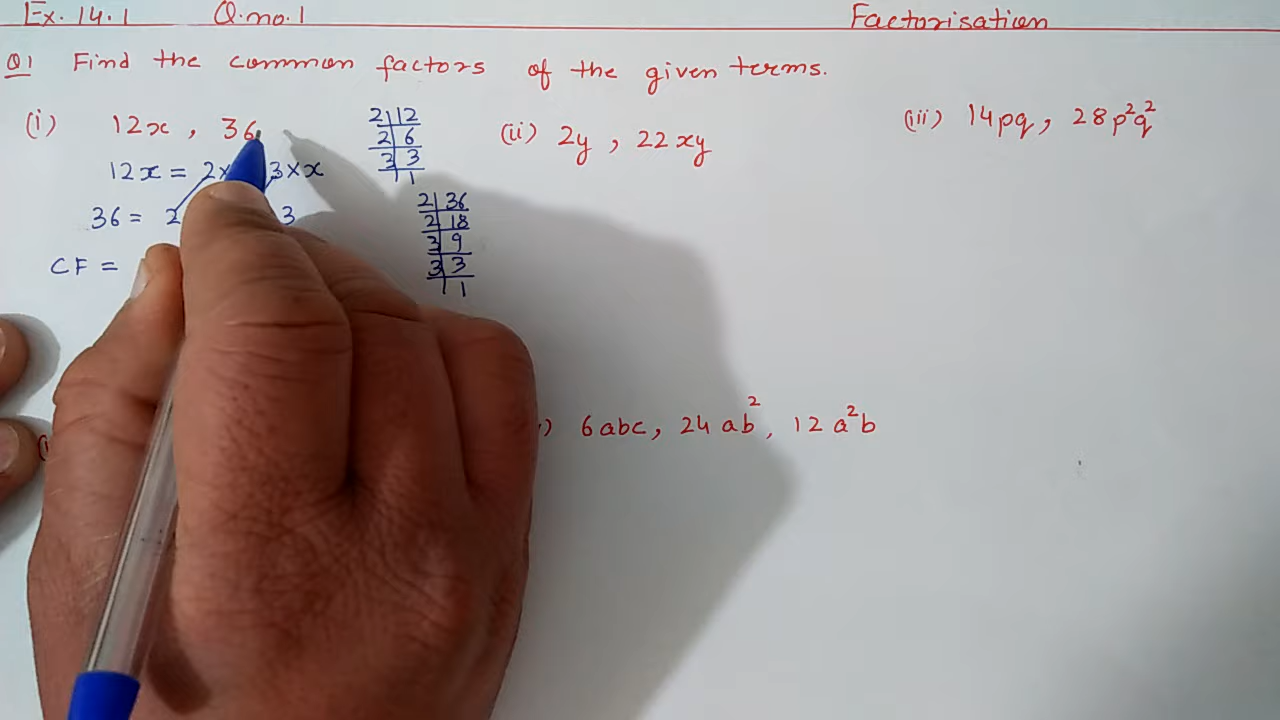 Ex. 14.1 Q.no.1 Factorisation
Q1 Find the common factors of the given terms.
(i) 12x, 36
12x = 2× 3×x
36 = 2 3
CF =
2 12
2 6
3 3
1
2 36
2 18
3 9
3 3
1
(ii) 2y, 22xy
(iii) 14pq, 28p²q²
) 6abc, 24ab², 12a²b